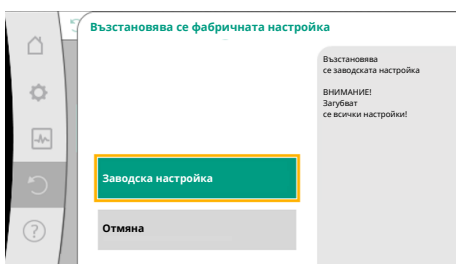 Възстановява се фабричната настройка
Възстановява
се заводската настройка
ВНИМАНИЕ!
Загубват
се всички настройки!
Заводска настройка
Отмяна
?